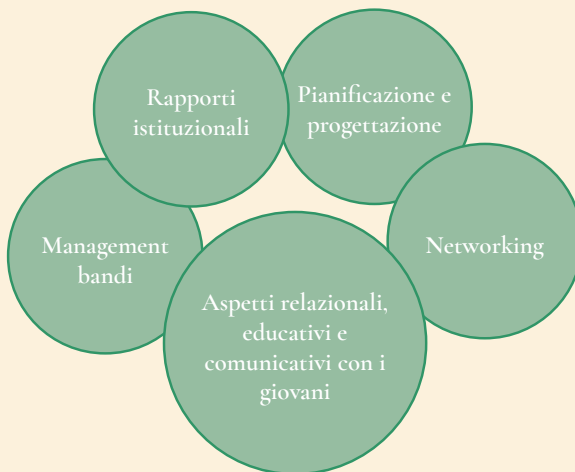 Rapporti
istituzionali
Pianificazione e
progettazione
Management
bandi
Networking
Aspetti relazionali,
educativi e
comunicativi con i
giovani